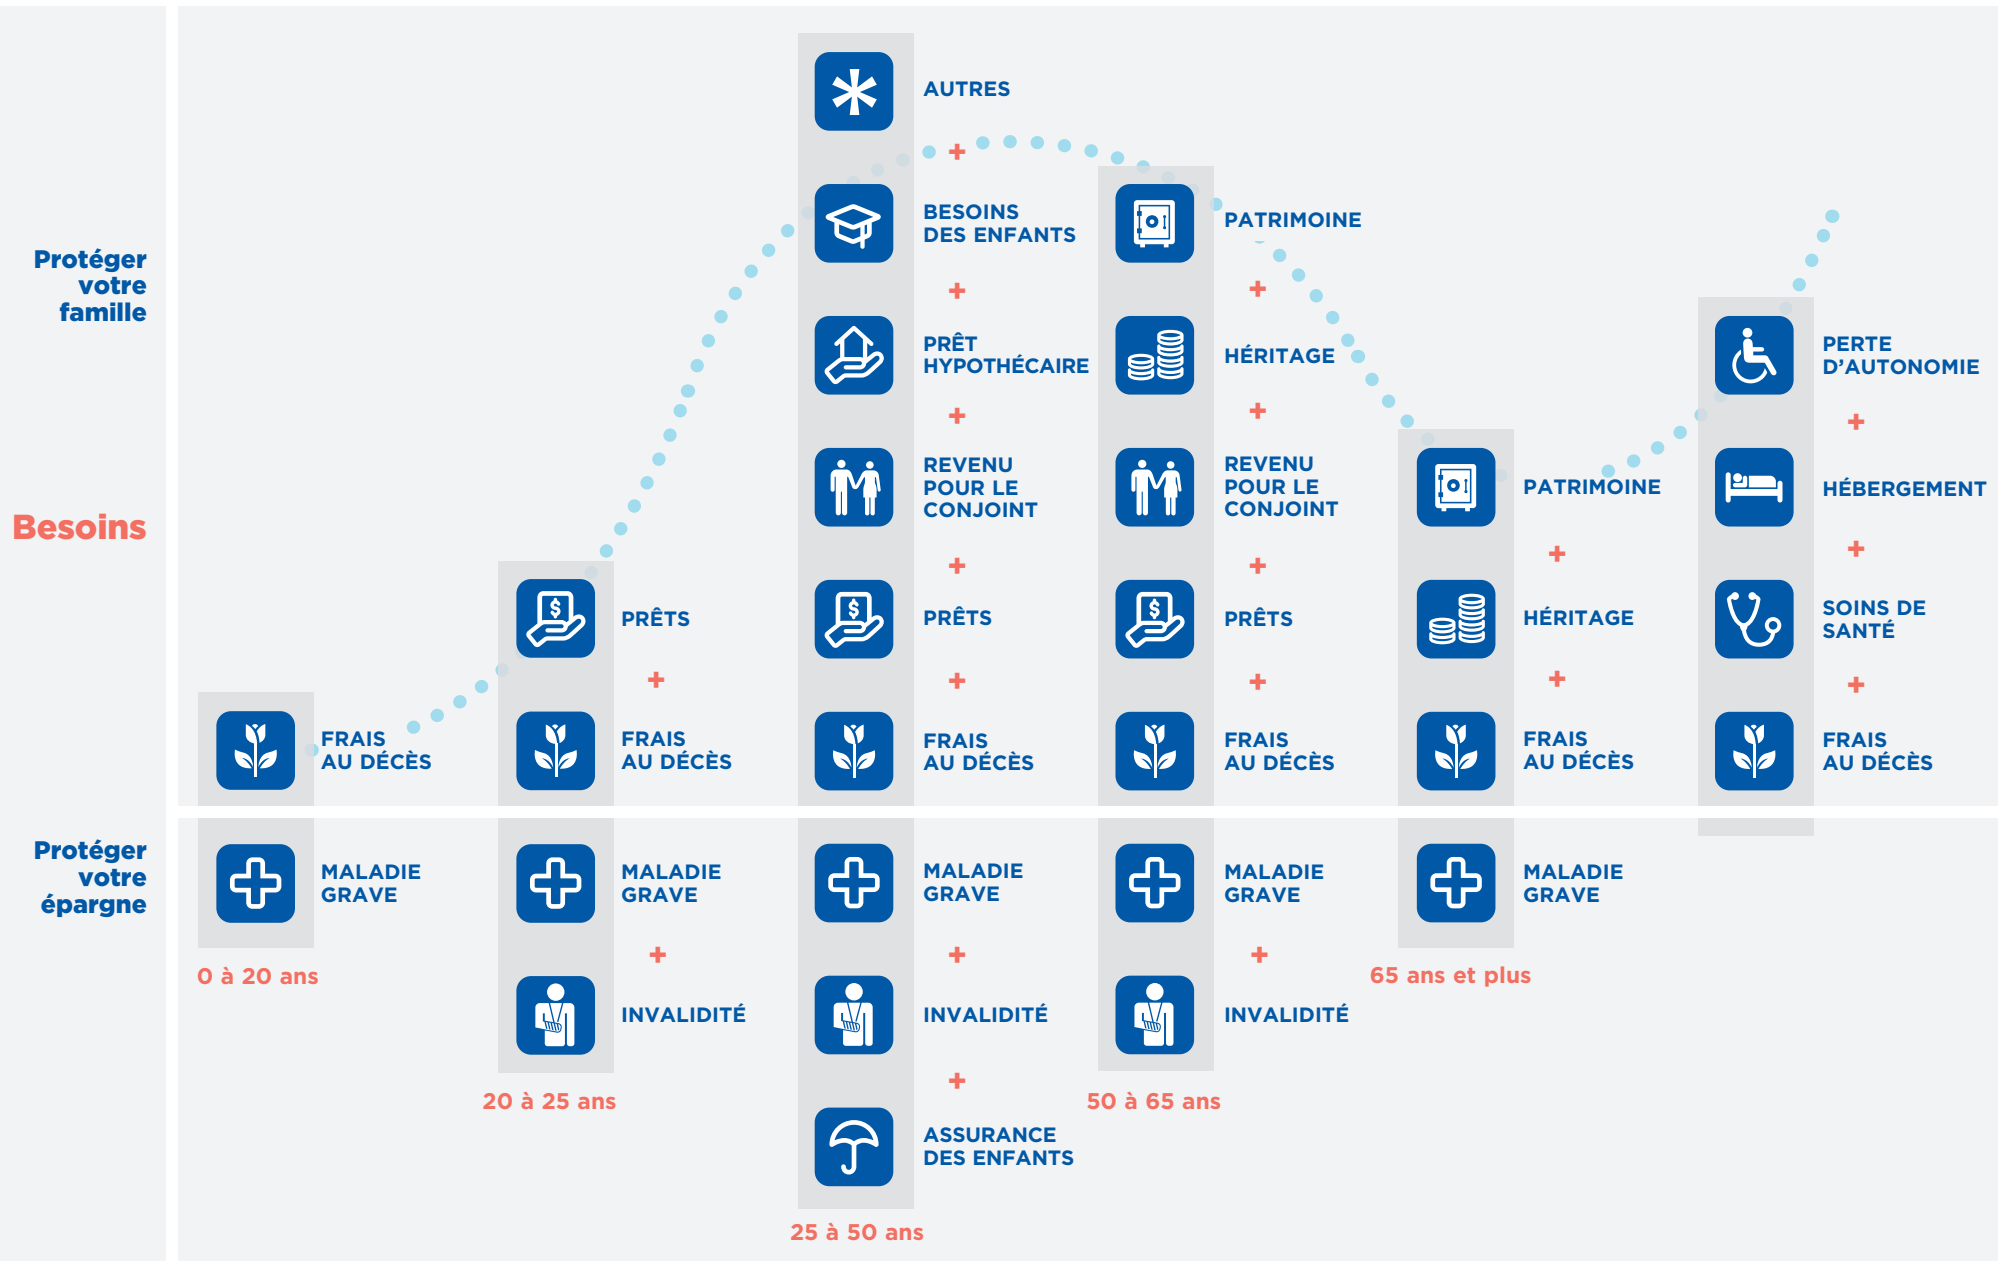 Besoins
Protéger
votre
famille
FRAIS
AU DÉCÈS
PRÊTS
+
FRAIS
AU DÉCÈS
AUTRES
+
BESOINS
DES ENFANTS
+
PRÊT
HYPOTHÉCAIRE
+
REVENU
POUR LE
CONJOINT
+
PRÊTS
+
FRAIS
AU DÉCÈS
PATRIMOINE
+
HÉRITAGE
+
REVENU
POUR LE
CONJOINT
+
PRÊTS
+
FRAIS
AU DÉCÈS
PATRIMOINE
+
HÉRITAGE
+
FRAIS
AU DÉCÈS
PERTE
D’AUTONOMIE
+
HÉBERGEMENT
+
SOINS DE
SANTÉ
+
FRAIS
AU DÉCÈS
Protéger
votre
épargne
MALADIE
GRAVE
0 à 20 ans
MALADIE
GRAVE
+
INVALIDITÉ
20 à 25 ans
MALADIE
GRAVE
+
INVALIDITÉ
+
ASSURANCE
DES ENFANTS
25 à 50 ans
MALADIE
GRAVE
+
INVALIDITÉ
50 à 65 ans
MALADIE
GRAVE
65 ans et plus